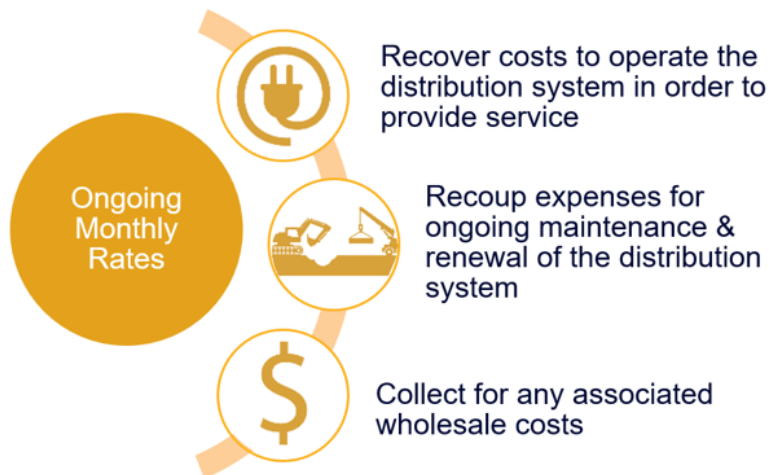 Ongoing
Monthly
Rates
Recover costs to operate the
distribution system in order to
provide service
Recoup expenses for
ongoing maintenance &
renewal of the distribution
system
$
Collect for any associated
wholesale costs